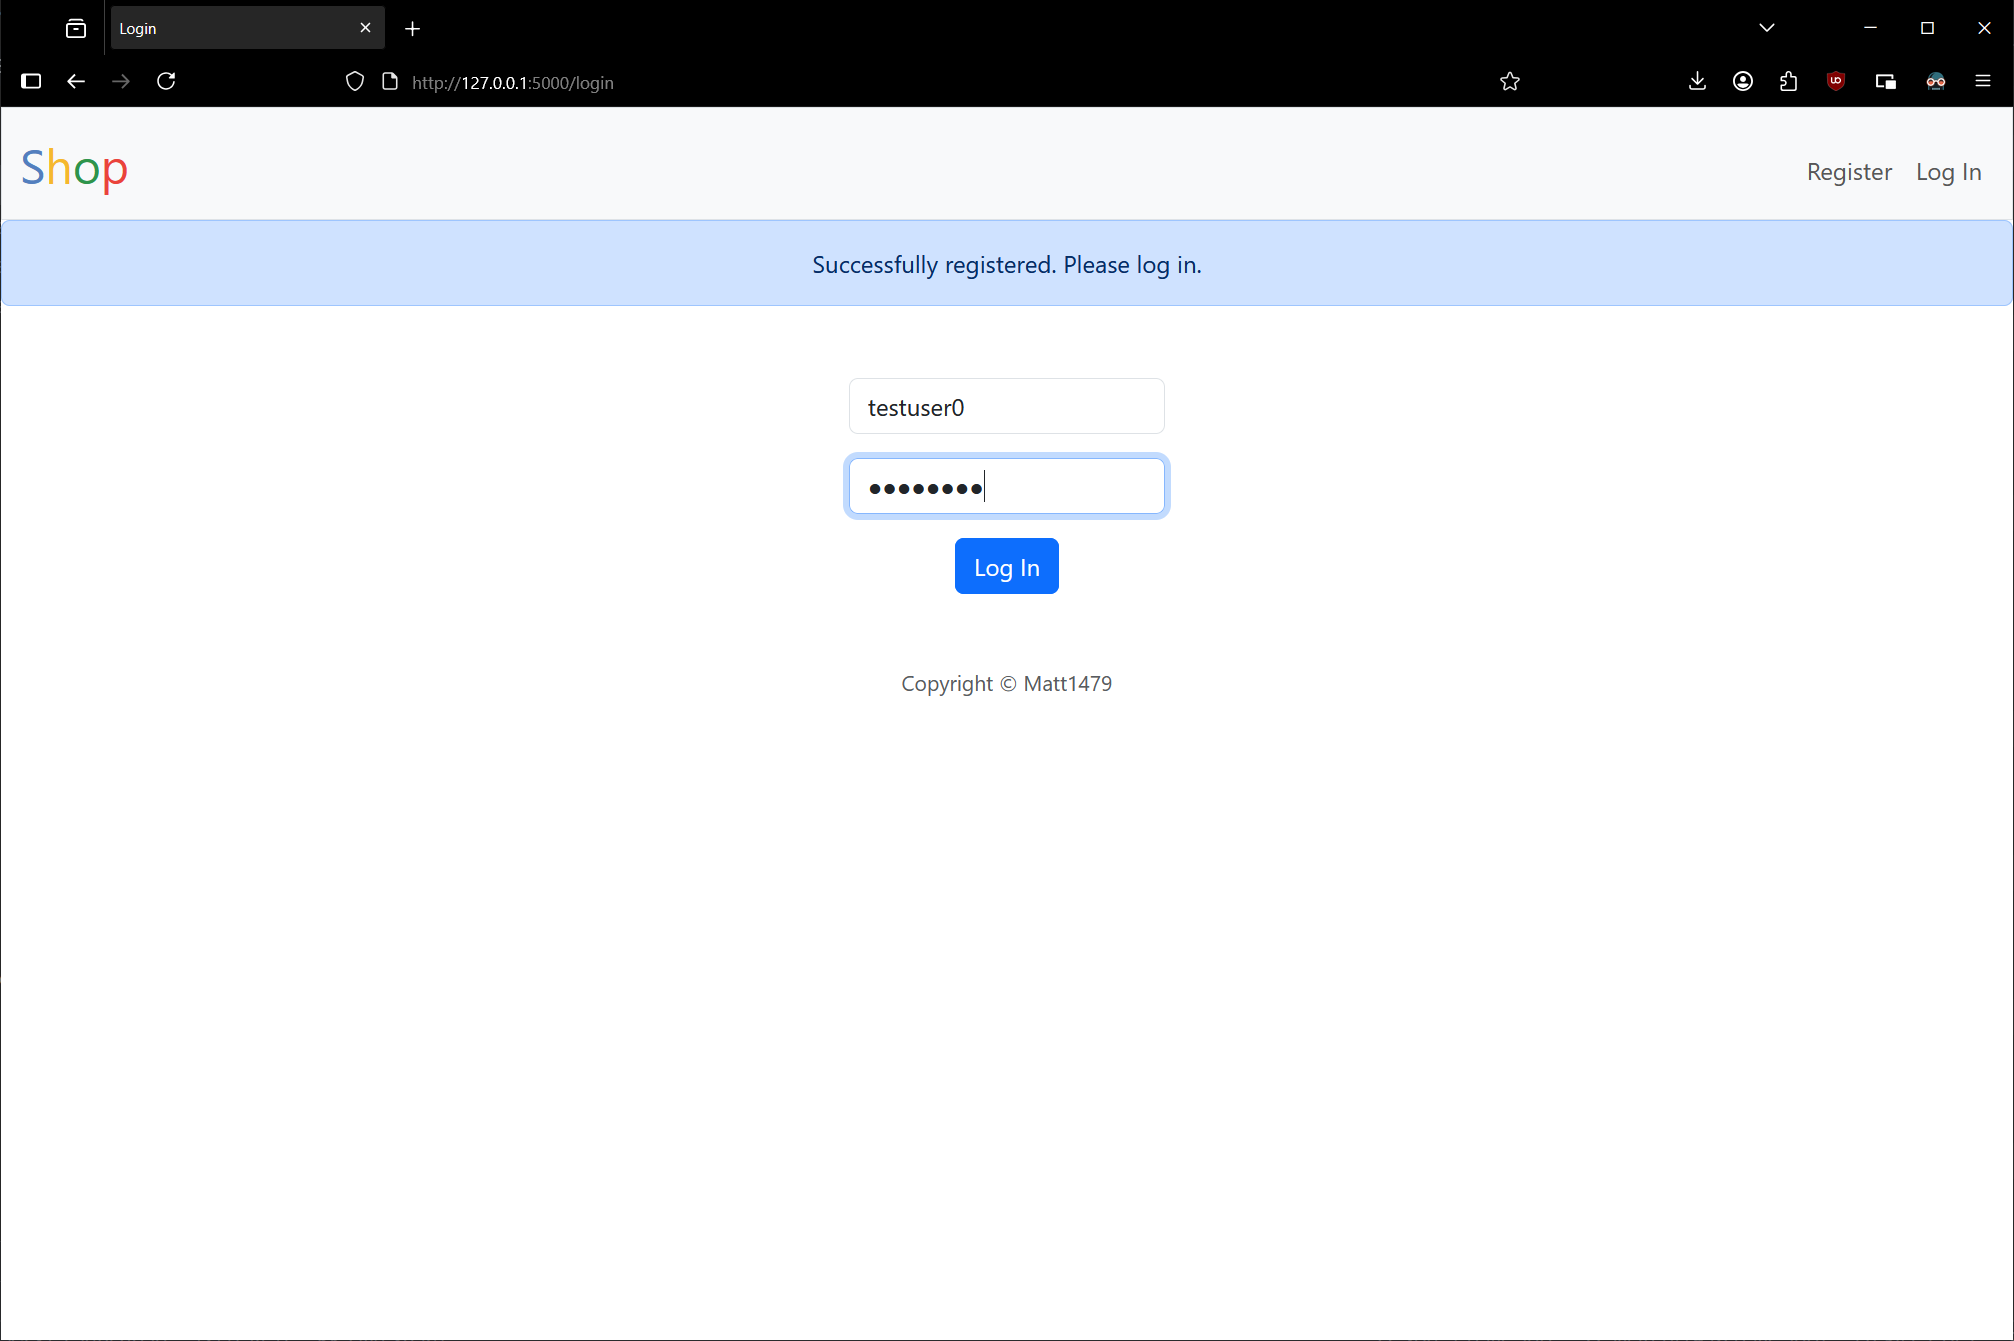 Login
http://127.0.0.1:5000/login
Shop
Register Log In
Successfully registered. Please log in.
testuser0
●●●●●●●●
Log In
Copyright © Matt1479